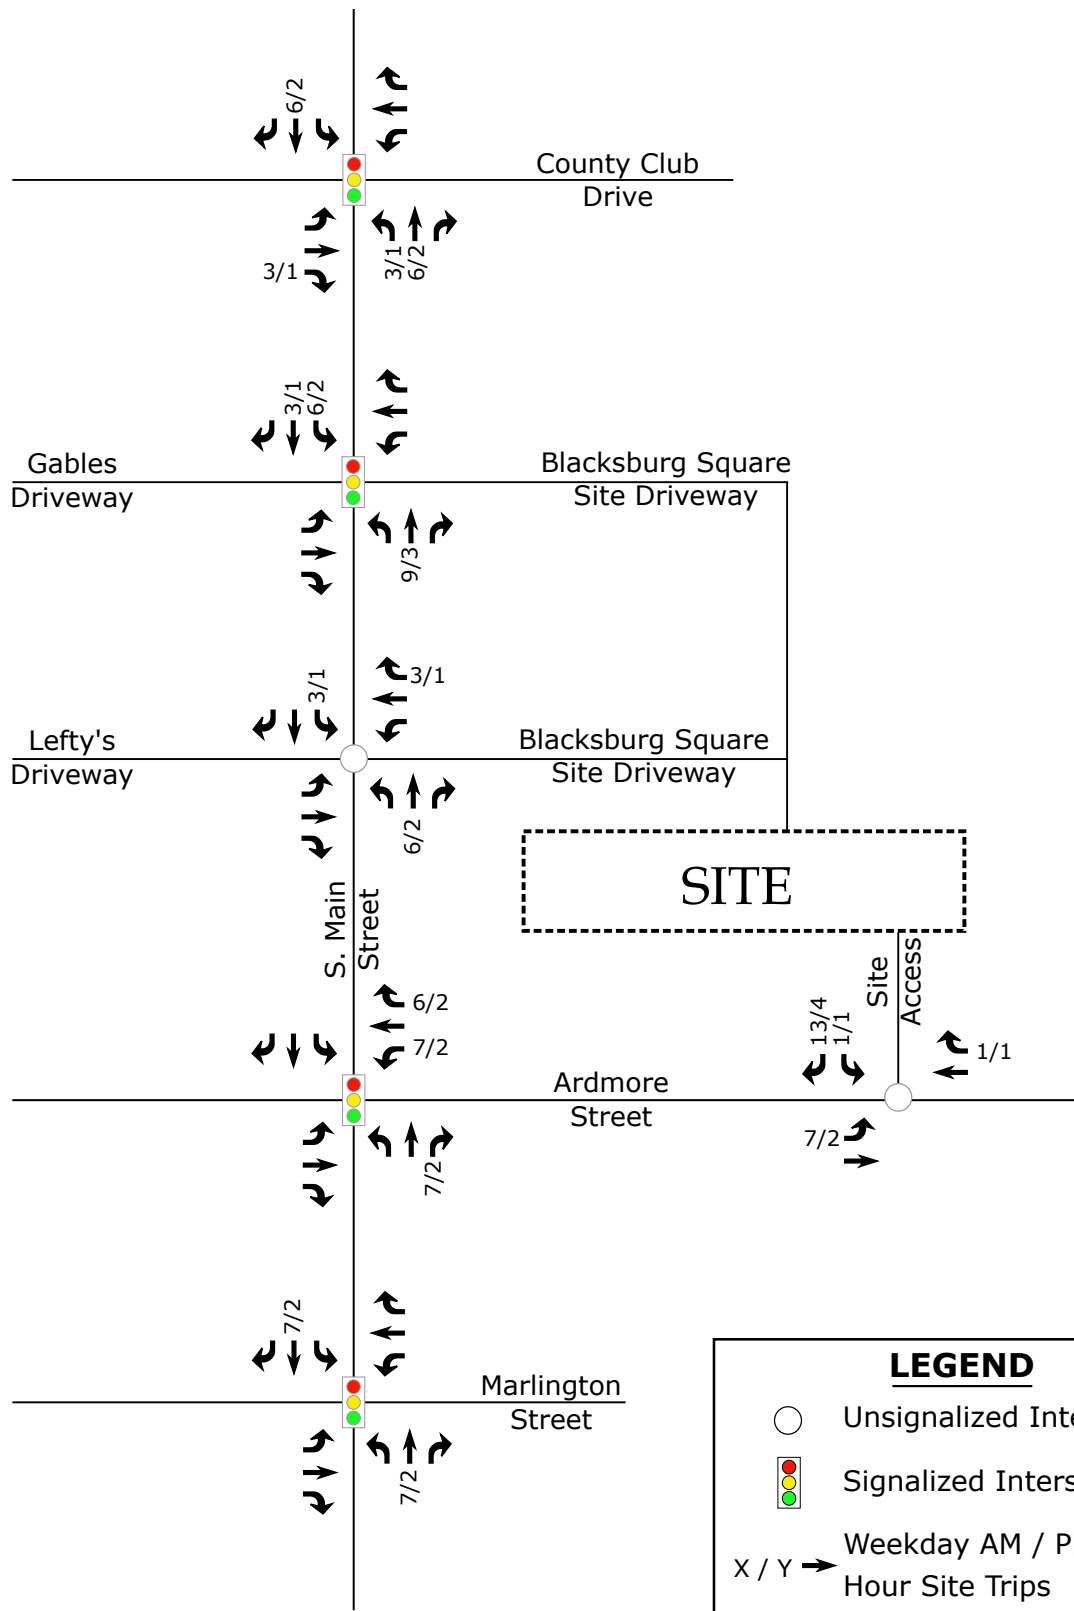 6/2
County Club
Drive
3/1
3/1
6/2
3/1
6/2
Gables
Driveway
Blacksburg Square
Site Driveway
9/3
3/1
3/1
Lefty's
Driveway
Blacksburg Square
Site Driveway
6/2
SITE
S. Main
Street
Site
Access
6/2
7/2
13/4
1/1
1/1
Ardmore
Street
7/2
7/2
7/2
Marlington
Street
7/2
LEGEND
Unsignalized Inte
Signalized Inters
X / Y
Weekday AM / P
Hour Site Trips